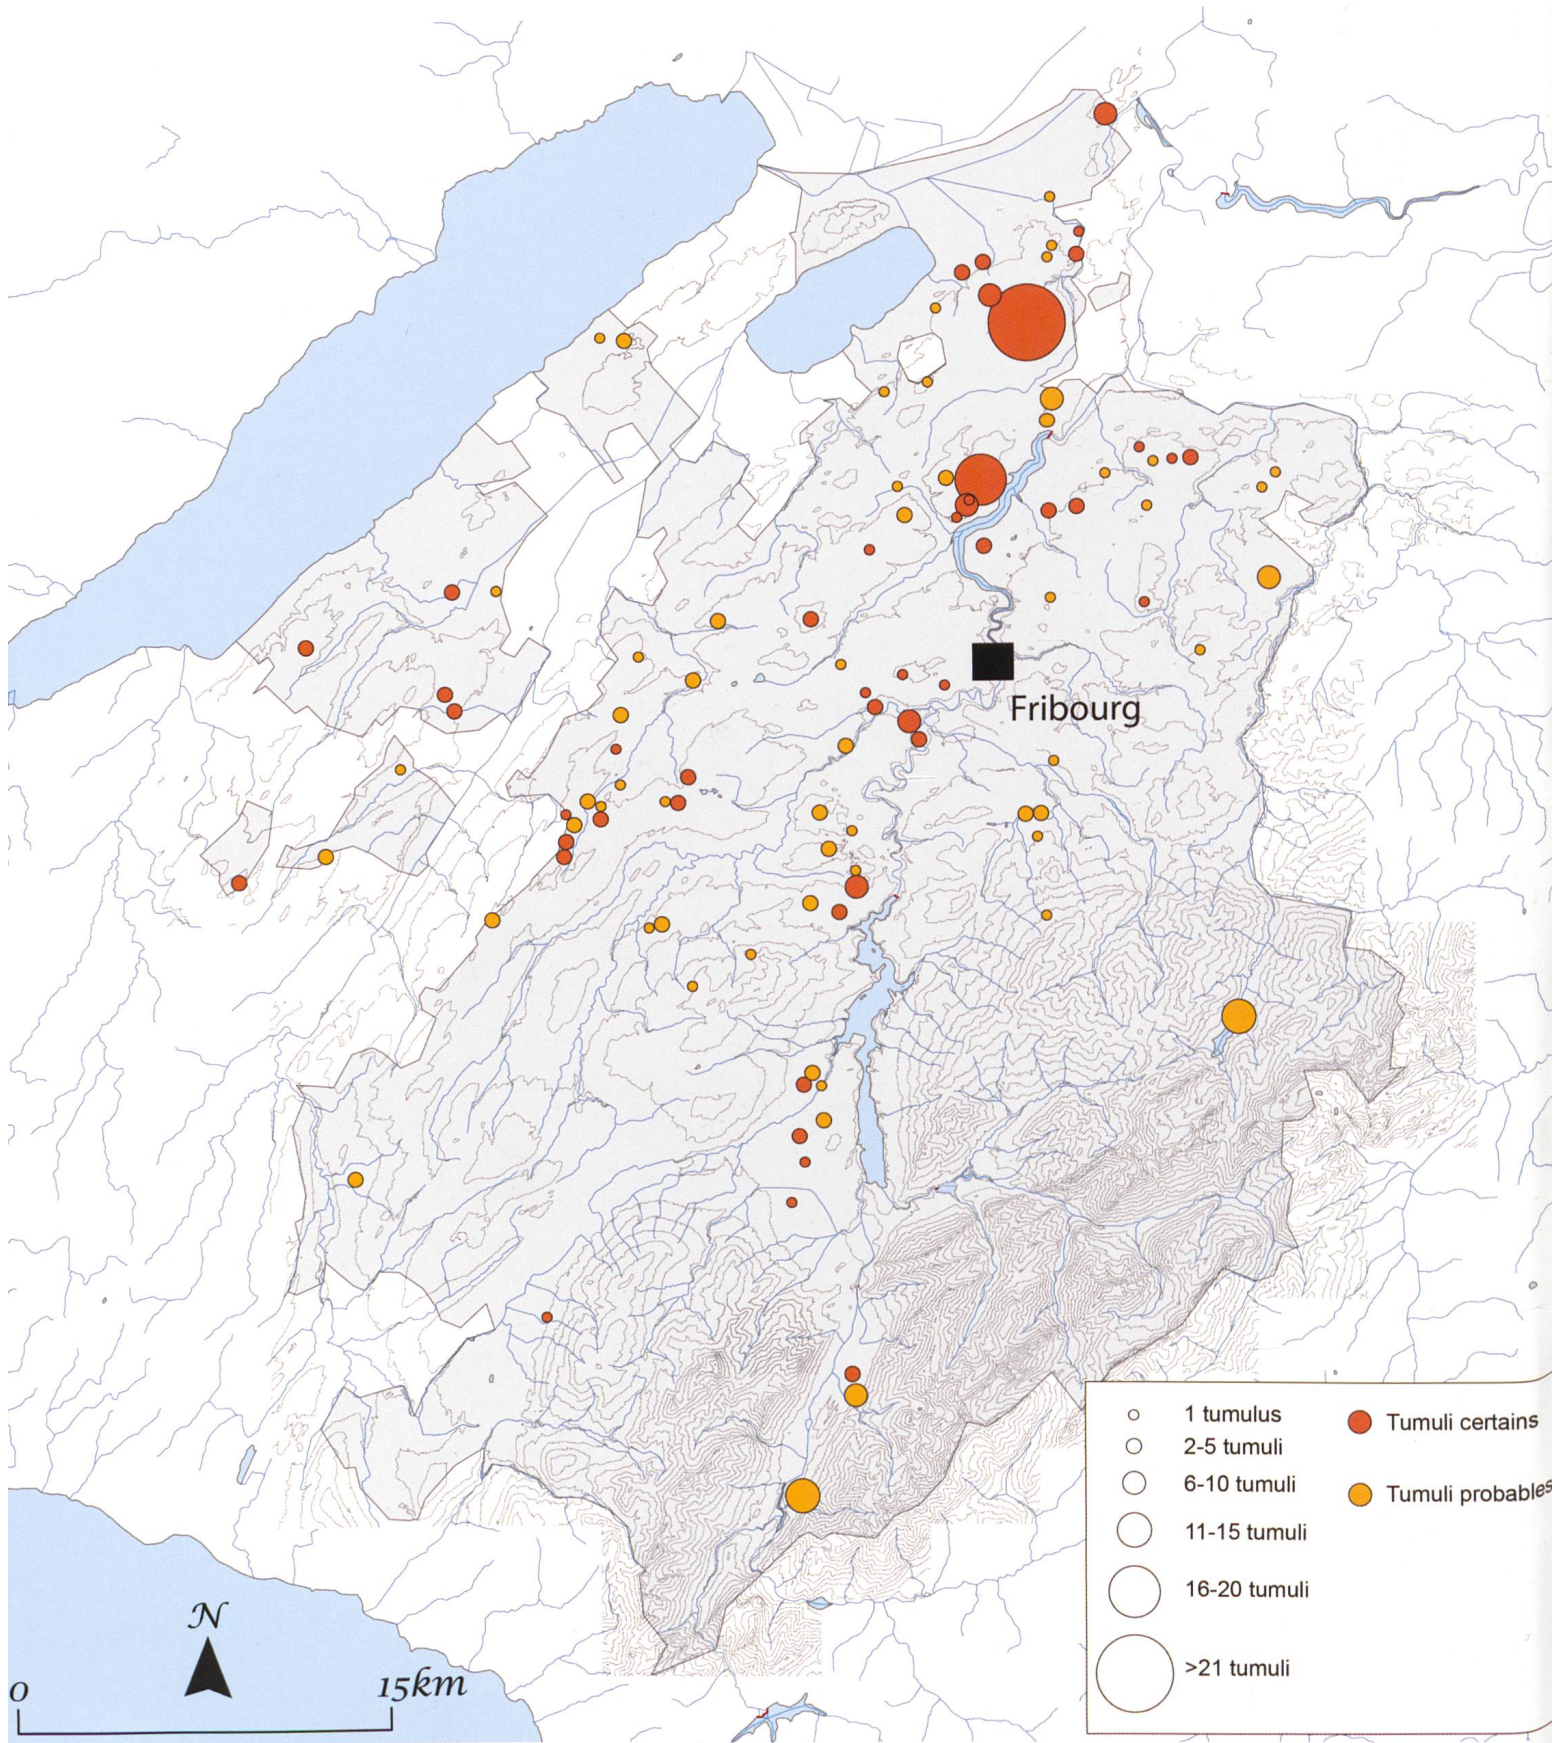 Fribourg
1 tumulus
2-5 tumuli
6-10 tumuli
11-15 tumuli
16-20 tumuli
>21 tumuli
Tumuli certains
Tumuli probables
N
0 15km